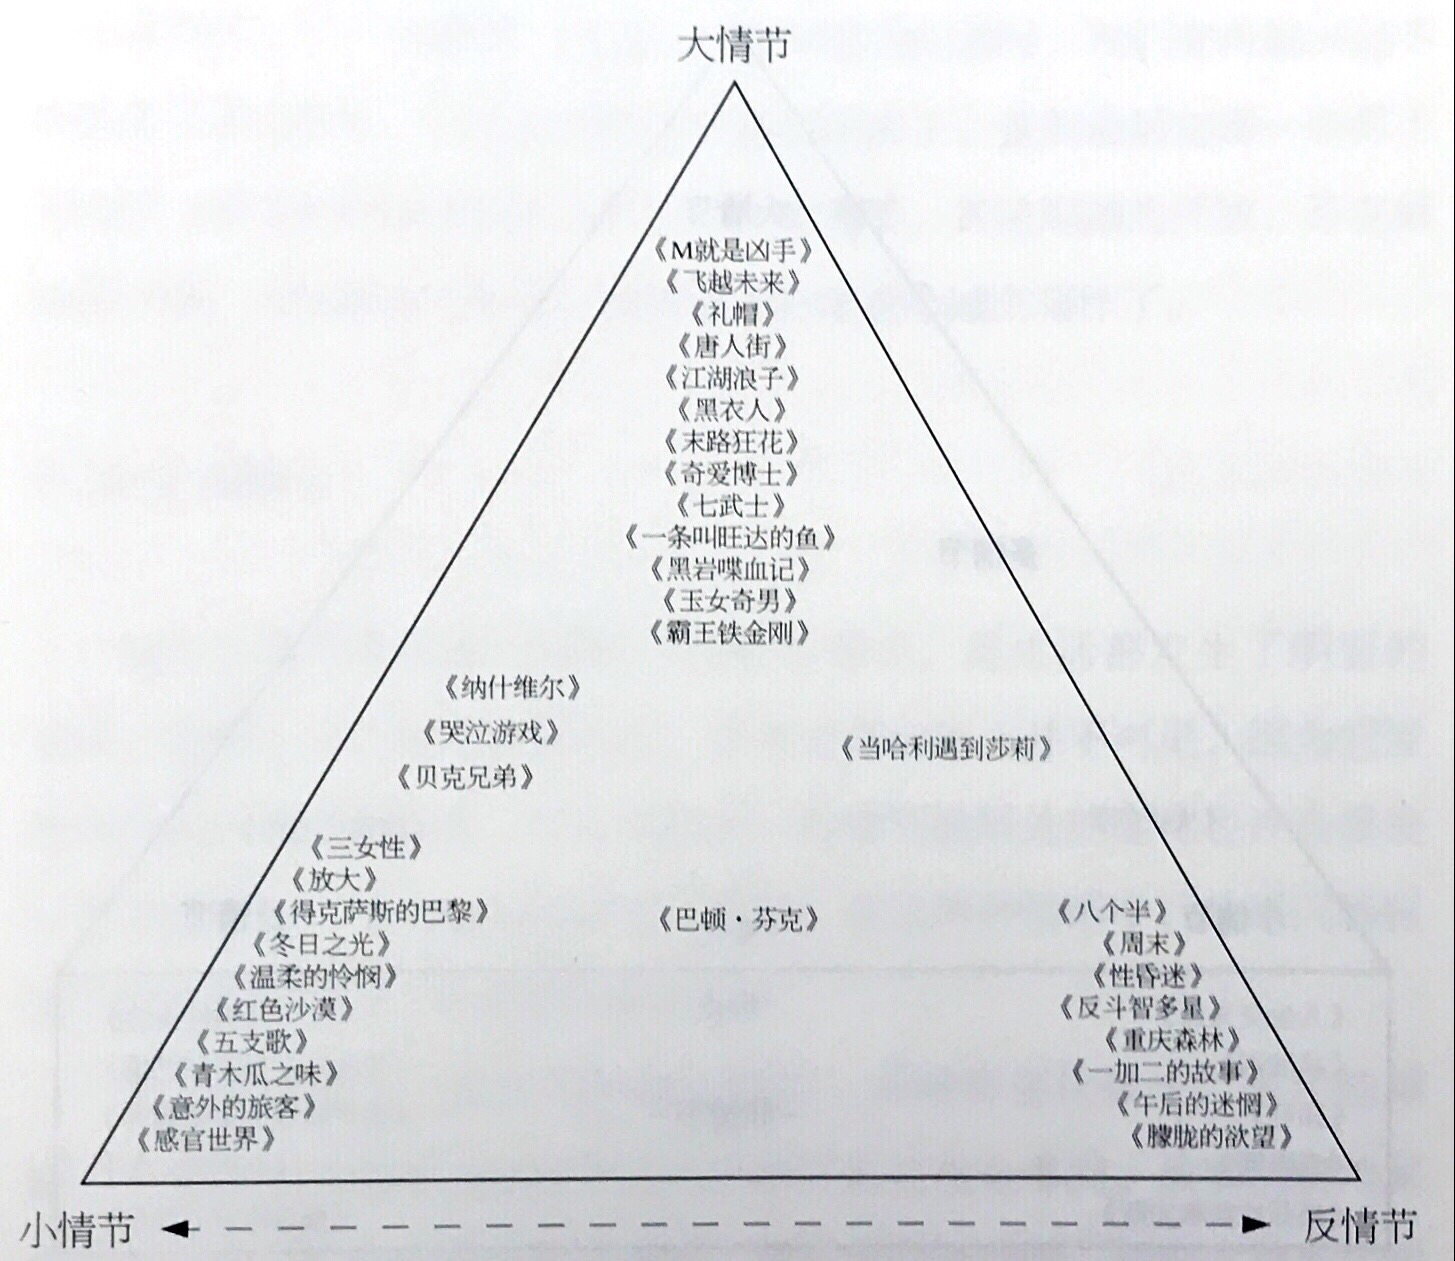 大情节
《M就是凶手》
《飞越未来》
《礼帽》
《唐人街》
《江湖浪子》
《黑衣人》
《末路狂花》
《奇爱博士》
《七武士》
《一条叫旺达的鱼》
《黑岩喋血记》
《玉女奇男》
《霸王铁金刚》
《纳什维尔》
《哭泣游戏》
《当哈利遇到莎莉》
《贝克兄弟》
《三女性》
《放大》
《得克萨斯的巴黎》
《巴顿·芬克》
《八个半》
《冬日之光》
《周末》
《温柔的怜悯》
《性昏迷》
《红色沙漠》
《反斗智多星》
《五支歌》
《重庆森林》
《青木瓜之味》
《一加二的故事》
《意外的旅客》
《午后的迷惘》
《感官世界》
《朦胧的欲望》
小情节
反情节